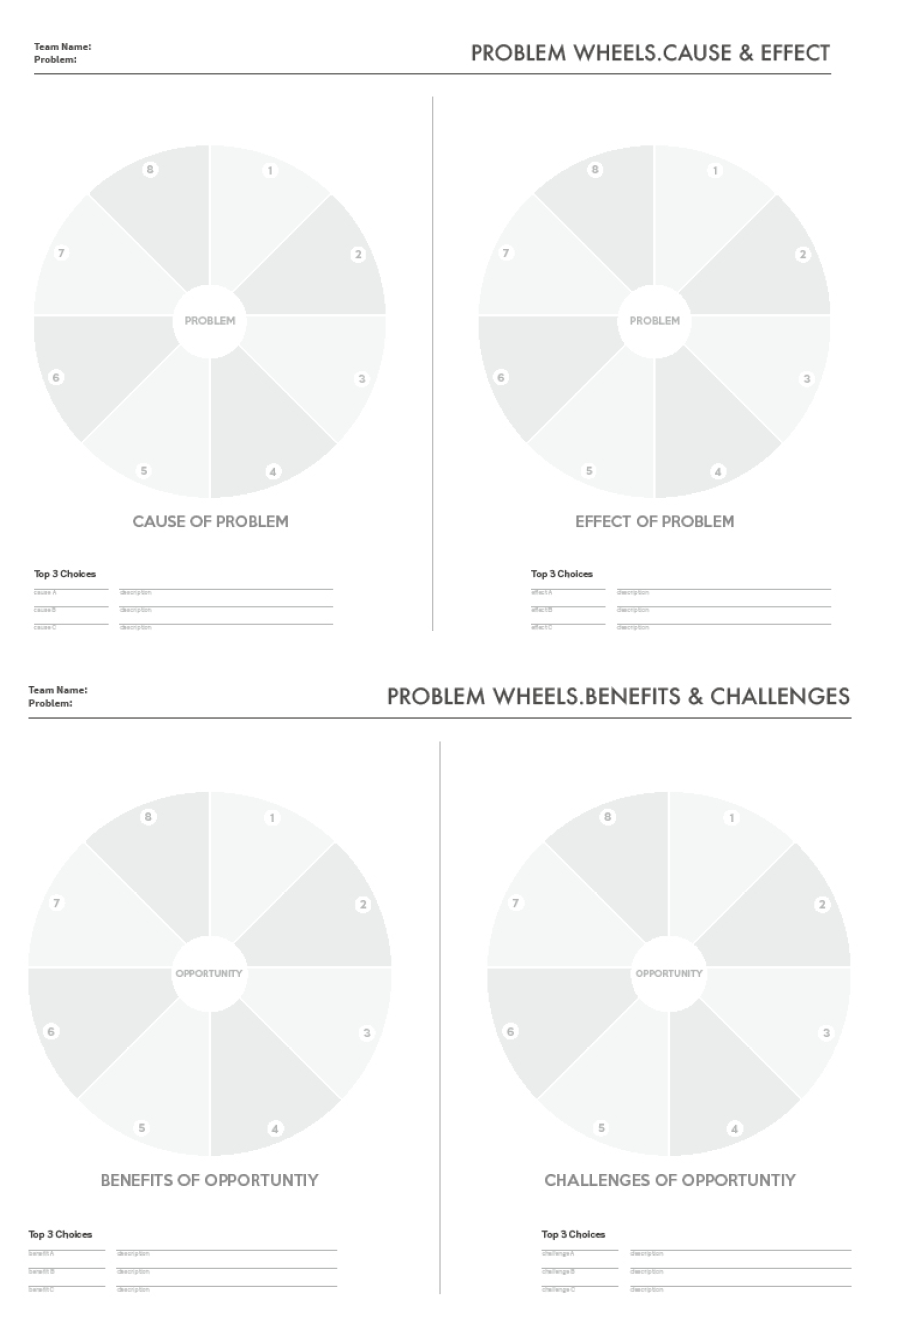 Team Name:
Problem:
PROBLEM WHEELS.CAUSE & EFFECT
8
1
7
2
PROBLEM
6
3
5
4
CAUSE OF PROBLEM
8
1
7
2
PROBLEM
6
3
5
4
EFFECT OF PROBLEM
Top 3 Choices
cause A description
cause B description
cause C description
Top 3 Choices
effect A description
effect B description
effect C description
Team Name:
Problem:
PROBLEM WHEELS.BENEFITS & CHALLENGES
8
1
7
2
OPPORTUNITY
6
3
5
4
BENEFITS OF OPPORTUNTIY
8
1
7
2
OPPORTUNITY
6
3
5
4
CHALLENGES OF OPPORTUNTIY
Top 3 Choices
benefit A description
benefit B description
benefit C description
Top 3 Choices
challenge A description
challenge B description
challenge C description